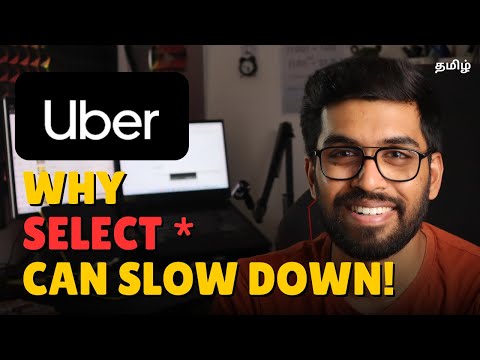 தமிழ்
Uber
WHY
SELECT *
CAN SLOW DOWN!